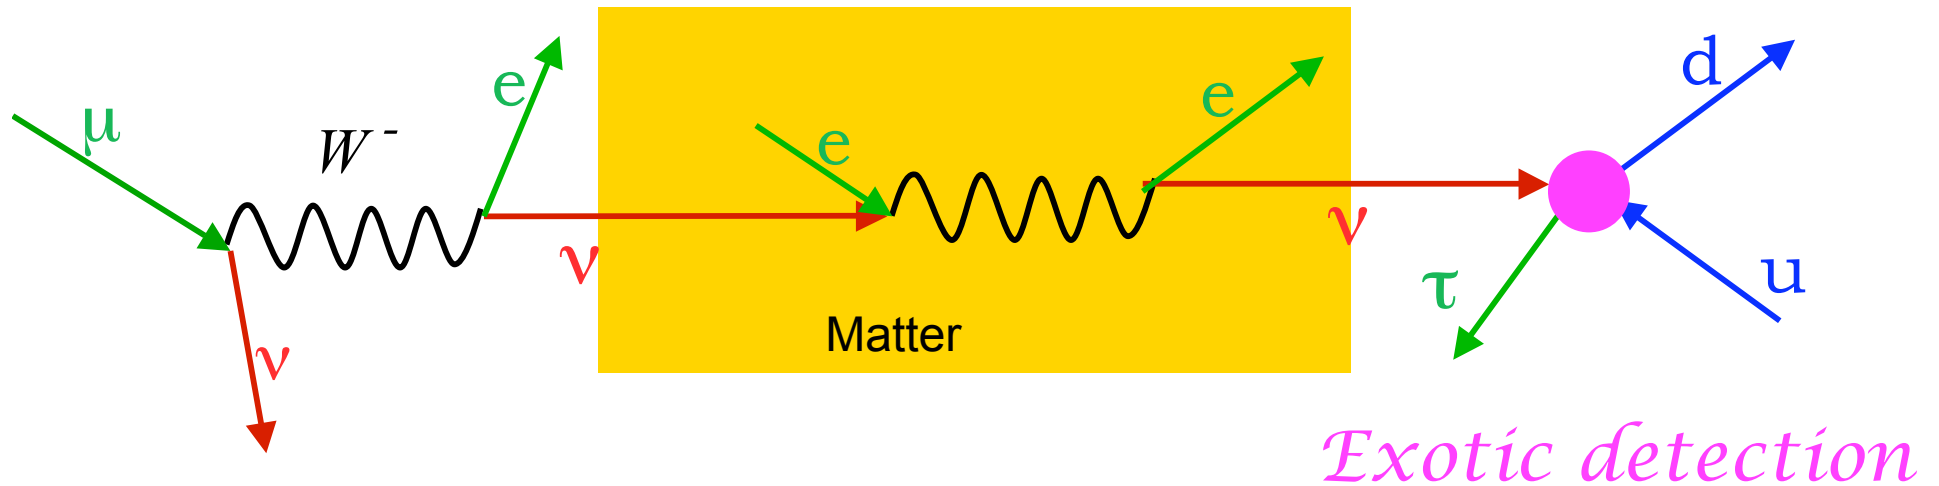 μ
W⁻
e
ν
ν
e
e
Matter
ν
d
u
τ
Exotic detection